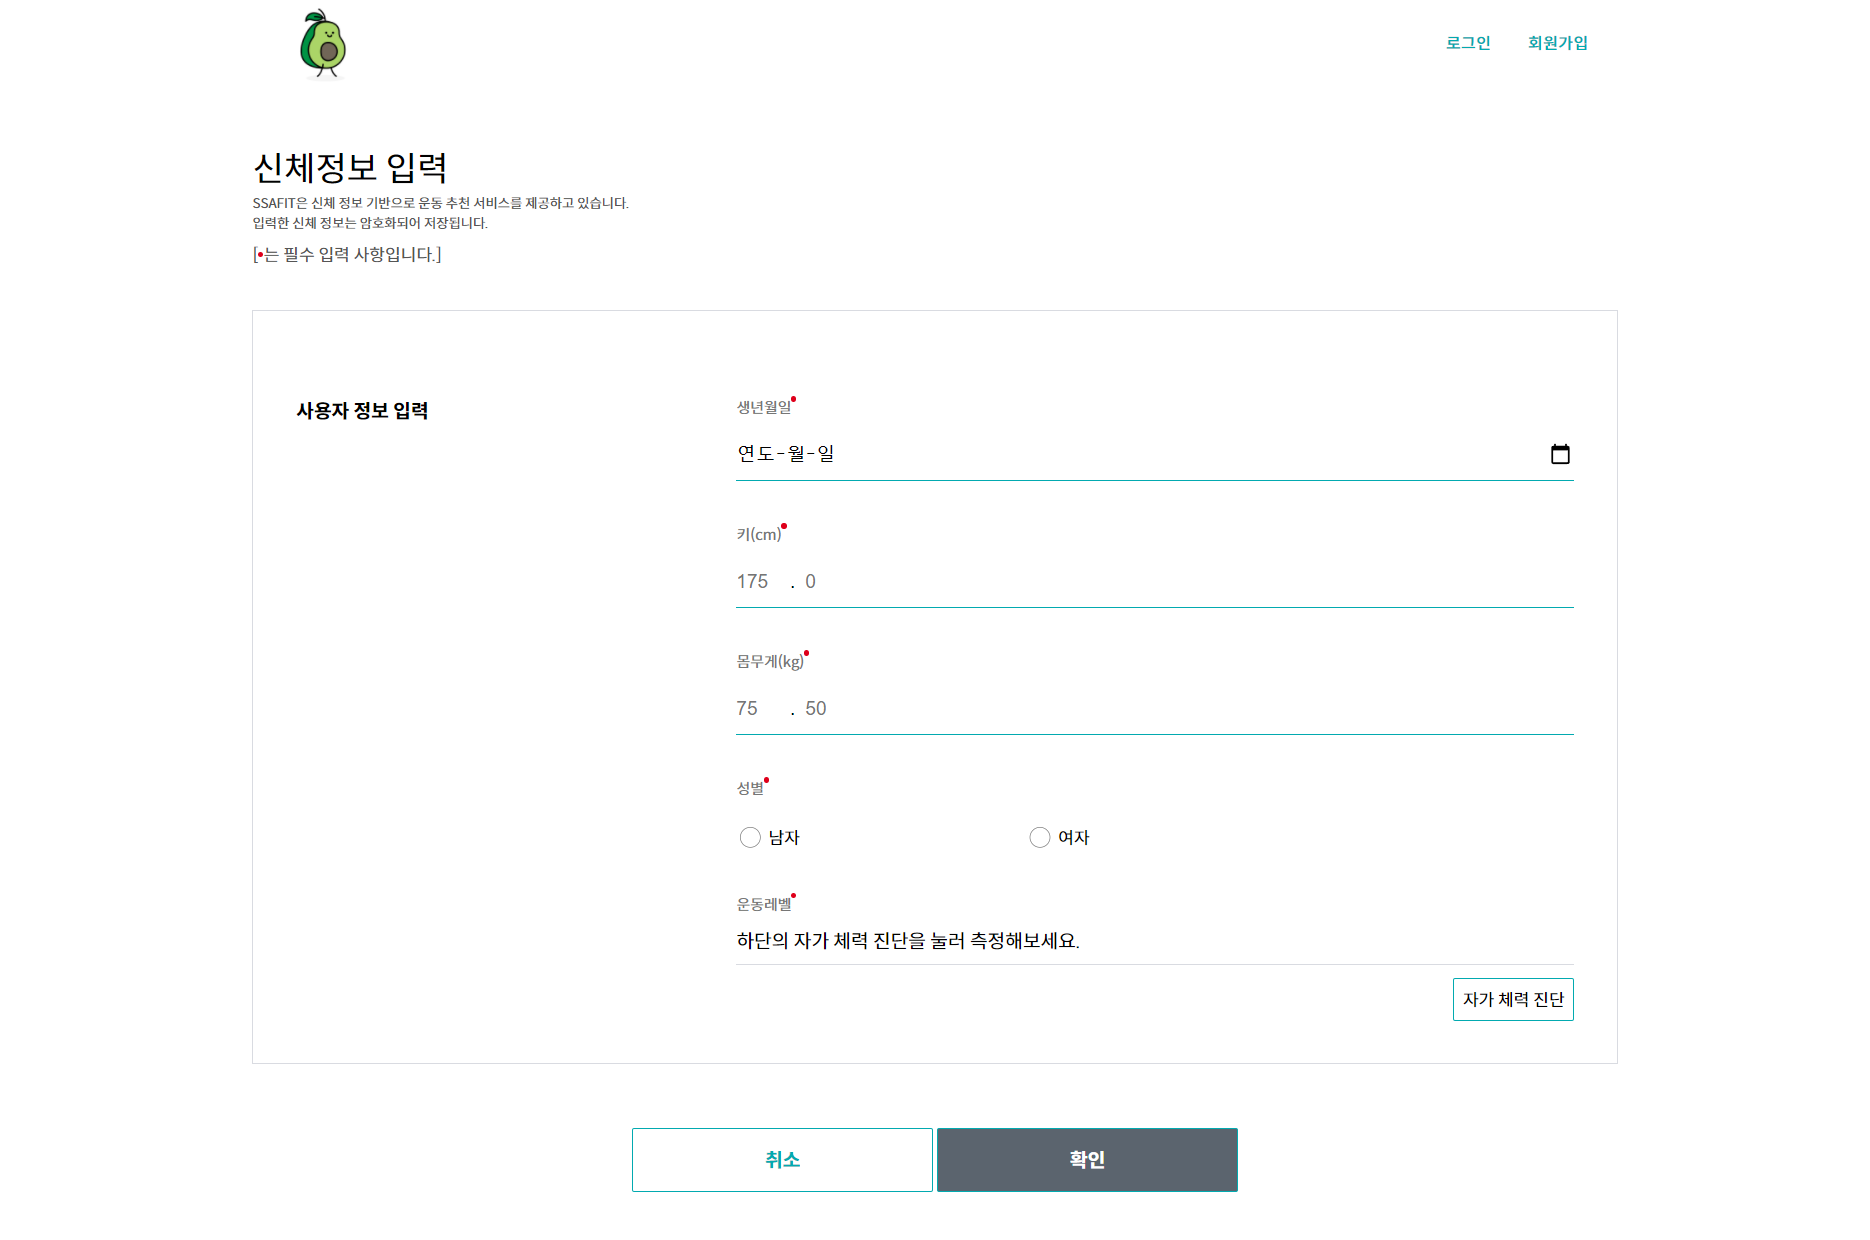 로그인 회원가입
신체정보 입력
SSAFIT은 신체 정보 기반으로 운동 추천 서비스를 제공하고 있습니다.
입력한 신체 정보는 암호화되어 저장됩니다.
[•는 필수 입력 사항입니다.]
사용자 정보 입력
생년월일•
연도-월-일
키(cm)•
175 . 0
몸무게(kg)•
75 . 50
성별•
남자 여자
운동레벨•
하단의 자가 체력 진단을 눌러 측정해보세요.
자가 체력 진단
취소 확인